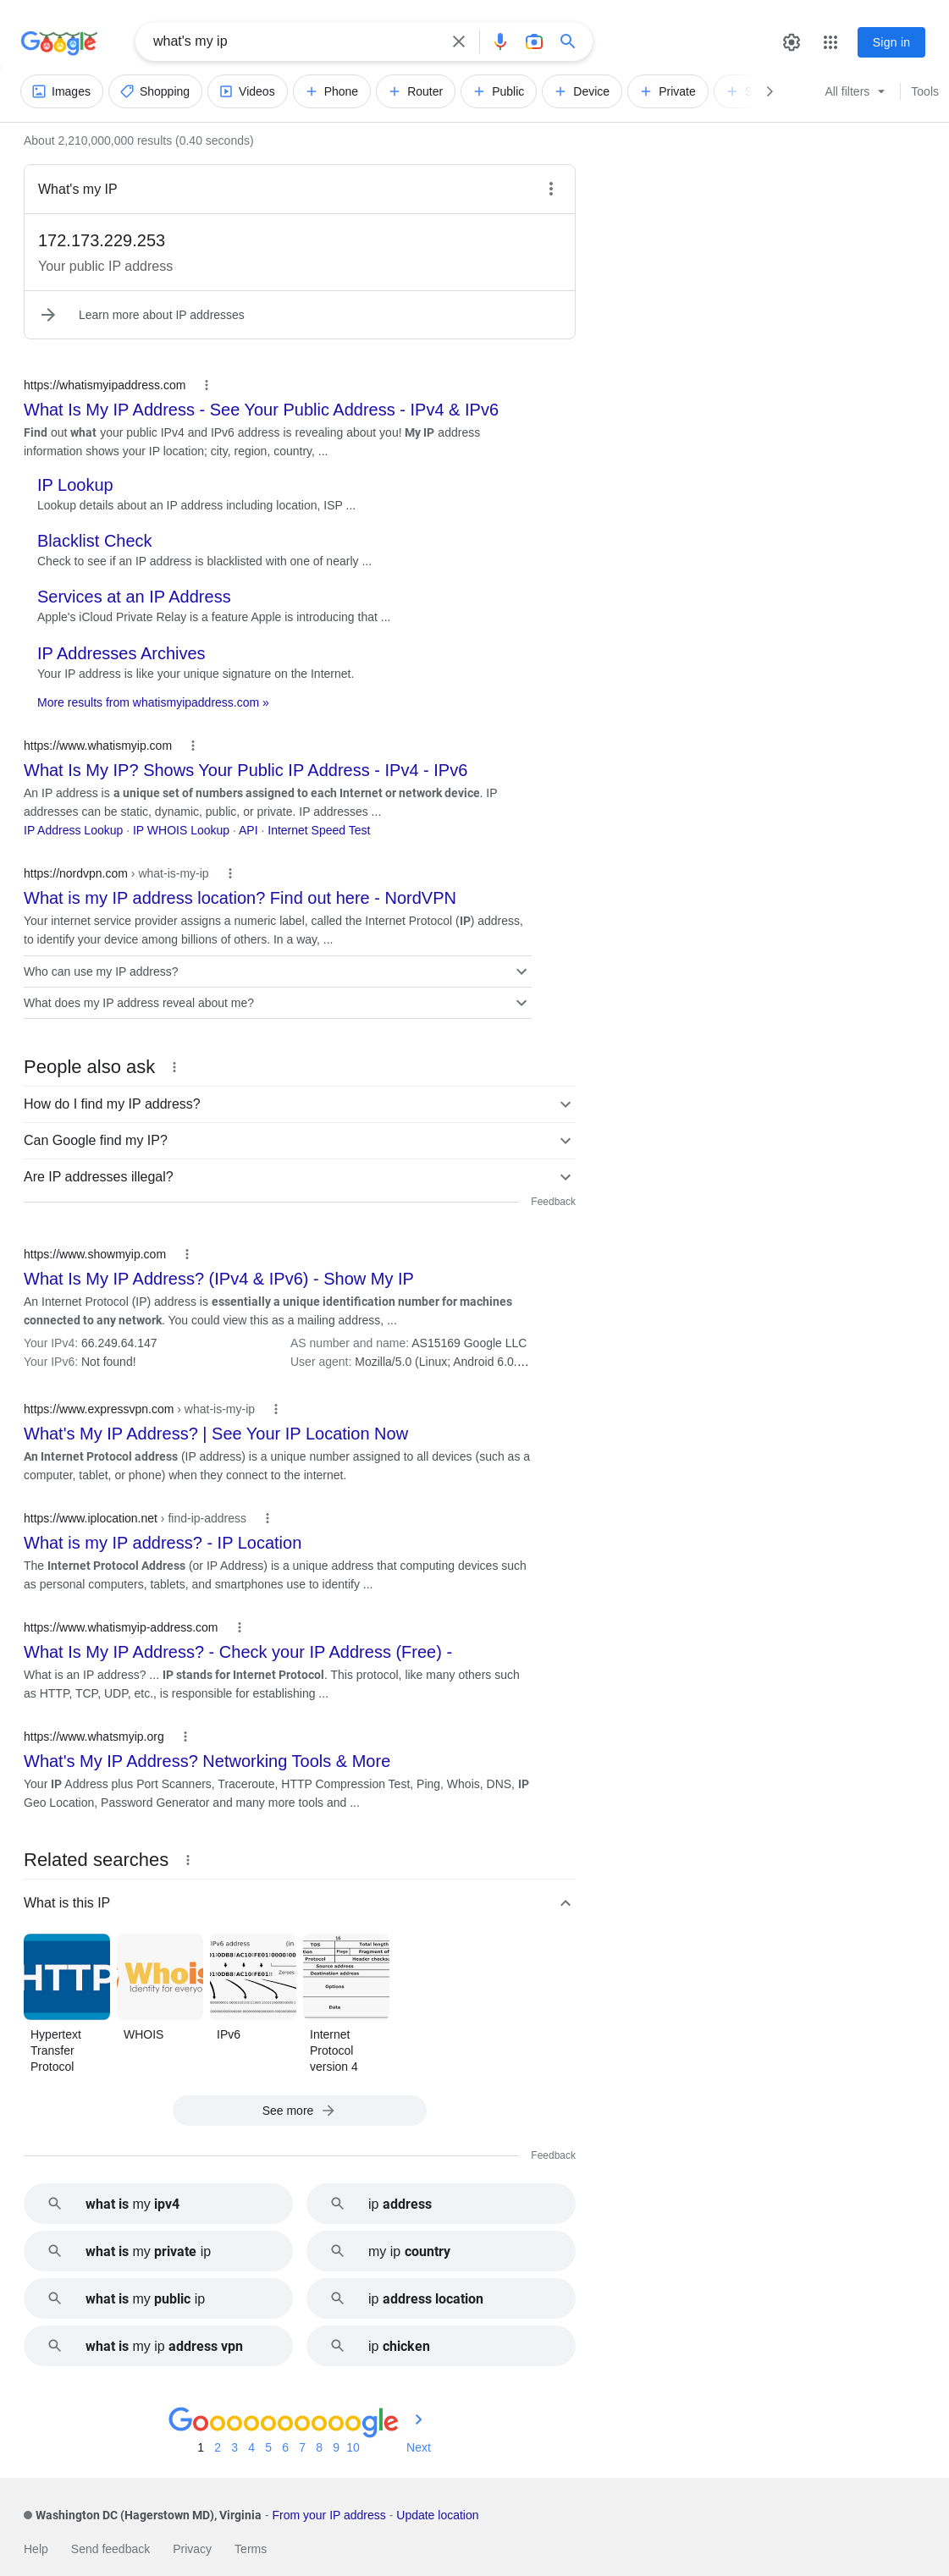 Google
what's my ip
Sign in
Images
Shopping
Videos
Phone
Router
Public
Device
Private
All filters
Tools
About 2,210,000,000 results (0.40 seconds)
What's my IP
172.173.229.253
Your public IP address
Learn more about IP addresses
https://whatismyipaddress.com
What Is My IP Address - See Your Public Address - IPv4 & IPv6
Find out what your public IPv4 and IPv6 address is revealing about you! My IP address
information shows your IP location; city, region, country, ...
IP Lookup
Lookup details about an IP address including location, ISP ...
Blacklist Check
Check to see if an IP address is blacklisted with one of nearly ...
Services at an IP Address
Apple's iCloud Private Relay is a feature Apple is introducing that ...
IP Addresses Archives
Your IP address is like your unique signature on the Internet.
More results from whatismyipaddress.com »
https://www.whatismyip.com
What Is My IP? Shows Your Public IP Address - IPv4 - IPv6
An IP address is a unique set of numbers assigned to each Internet or network device. IP
addresses can be static, dynamic, public, or private. IP addresses ...
IP Address Lookup · IP WHOIS Lookup · API · Internet Speed Test
https://nordvpn.com › what-is-my-ip
What is my IP address location? Find out here - NordVPN
Your internet service provider assigns a numeric label, called the Internet Protocol (IP) address,
to identify your device among billions of others. In a way, ...
Who can use my IP address?
What does my IP address reveal about me?
People also ask
How do I find my IP address?
Can Google find my IP?
Are IP addresses illegal?
Feedback
https://www.showmyip.com
What Is My IP Address? (IPv4 & IPv6) - Show My IP
An Internet Protocol (IP) address is essentially a unique identification number for machines
connected to any network. You could view this as a mailing address, ...
Your IPv4: 66.249.64.147
AS number and name: AS15169 Google LLC
Your IPv6: Not found!
User agent: Mozilla/5.0 (Linux; Android 6.0....
https://www.expressvpn.com › what-is-my-ip
What's My IP Address? | See Your IP Location Now
An Internet Protocol address (IP address) is a unique number assigned to all devices (such as a
computer, tablet, or phone) when they connect to the internet.
https://www.iplocation.net › find-ip-address
What is my IP address? - IP Location
The Internet Protocol Address (or IP Address) is a unique address that computing devices such
as personal computers, tablets, and smartphones use to identify ...
https://www.whatismyip-address.com
What Is My IP Address? - Check your IP Address (Free) -
What is an IP address? ... IP stands for Internet Protocol. This protocol, like many others such
as HTTP, TCP, UDP, etc., is responsible for establishing ...
https://www.whatsmyip.org
What's My IP Address? Networking Tools & More
Your IP Address plus Port Scanners, Traceroute, HTTP Compression Test, Ping, Whois, DNS, IP
Geo Location, Password Generator and many more tools and ...
Related searches
What is this IP
HTTP
Whois
Identity for everyo
IPv6 address (in
Zeroes
16
TOS
Total length
Flags
Fragment of
Protocol
Header checksu
Source address
Destination address
Options
Data
Hypertext
Transfer
Protocol
WHOIS
IPv6
Internet
Protocol
version 4
See more
Feedback
what is my ipv4
ip address
what is my private ip
my ip country
what is my public ip
ip address location
what is my ip address vpn
ip chicken
Goooooooooogle
1 2 3 4 5 6 7 8 9 10
Next
Washington DC (Hagerstown MD), Virginia - From your IP address - Update location
Help
Send feedback
Privacy
Terms